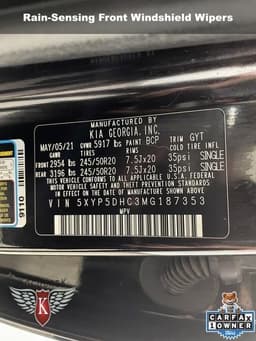 Rain-Sensing Front Windshield Wipers
MANUFACTURED BY
KIA GEORGIA, INC.
MAY/05/21 GVWR 5917 lbs PAINT BCP TRIM GYT
GAWR TIRES RIMS COLD TIRE INFL
FRONT 2954 lbs 245/50R20 7.5Jx20 35psi SINGLE
REAR 3196 lbs 245/50R20 7.5Jx20 35psi SINGLE
THIS VEHICLE CONFORMS TO ALL APPLICABLE U.S.A. FEDERAL
MOTOR VEHICLE SAFETY AND THEFT PREVENTION STANDARDS
IN EFFECT ON THE DATE OF MANUFACTURE SHOWN ABOVE.
VIN 5XYP5DHC3MG187353
MPV
9110
K
CARFAX
1 OWNER